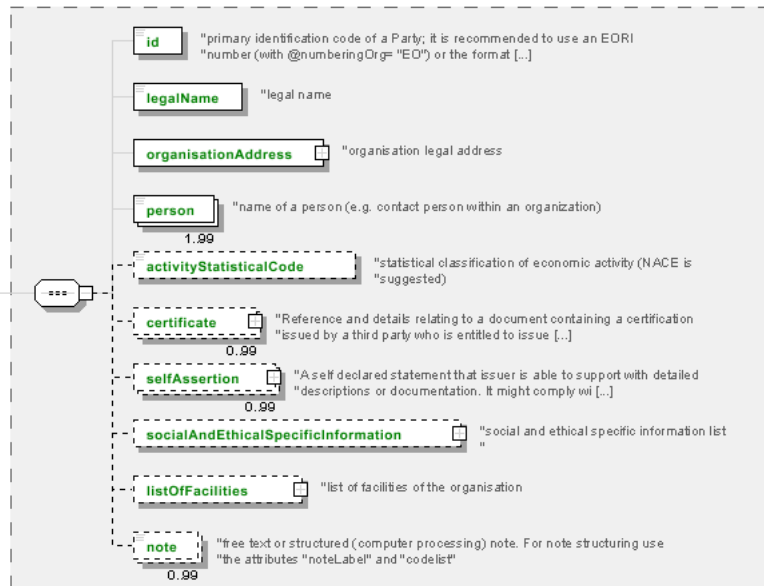 id
"primary identification code of a Party; it is recommended to use an EORI
"number (with @numberingOrg= "EO") or the format [...]
legalName
"legal name
organisationAddress
"organisation legal address
person
"name of a person (e.g. contact person within an organization)
1..99
activityStatisticalCode
"statistical classification of economic activity (NACE is
"suggested)
certificate
"Reference and details relating to a document containing a certification
"issued by a third party who is entitled to issue [...]
0..99
selfAssertion
"A self declared statement that issuer is able to support with detailed
"descriptions or documentation. It might comply wi [...]
0..99
socialAndEthicalSpecificInformation
"social and ethical specific information list
"
listOfFacilities
"list of facilities of the organisation
note
"free text or structured (computer processing) note. For note structuring use
"the attributes "noteLabel" and "codelist"
0..99